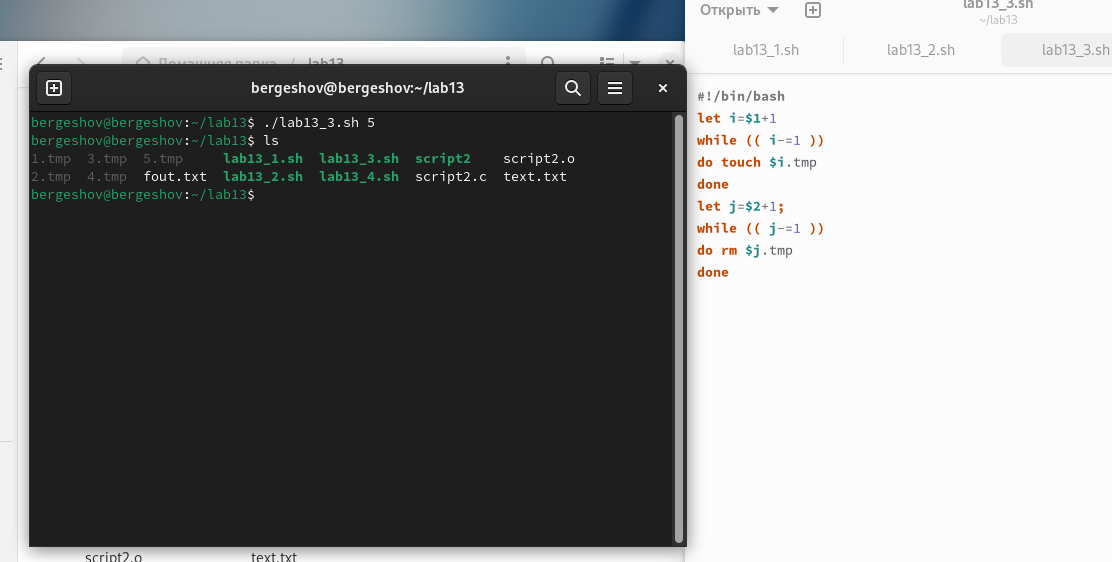 Открыть
lab13_3.sh
~/lab13
lab13_1.sh lab13_2.sh lab13_3.sh
Домашняя папка / lab13
bergeshov@bergeshov:~/lab13
bergeshov@bergeshov:~/lab13$ ./lab13_3.sh 5
bergeshov@bergeshov:~/lab13$ ls
1.tmp 3.tmp 5.tmp lab13_1.sh lab13_3.sh script2 script2.o
2.tmp 4.tmp fout.txt lab13_2.sh lab13_4.sh script2.c text.txt
bergeshov@bergeshov:~/lab13$
#!/bin/bash
let i=$1+1
while (( i-=1 ))
do touch $i.tmp
done
let j=$2+1;
while (( j-=1 ))
do rm $j.tmp
done
script2.o text.txt